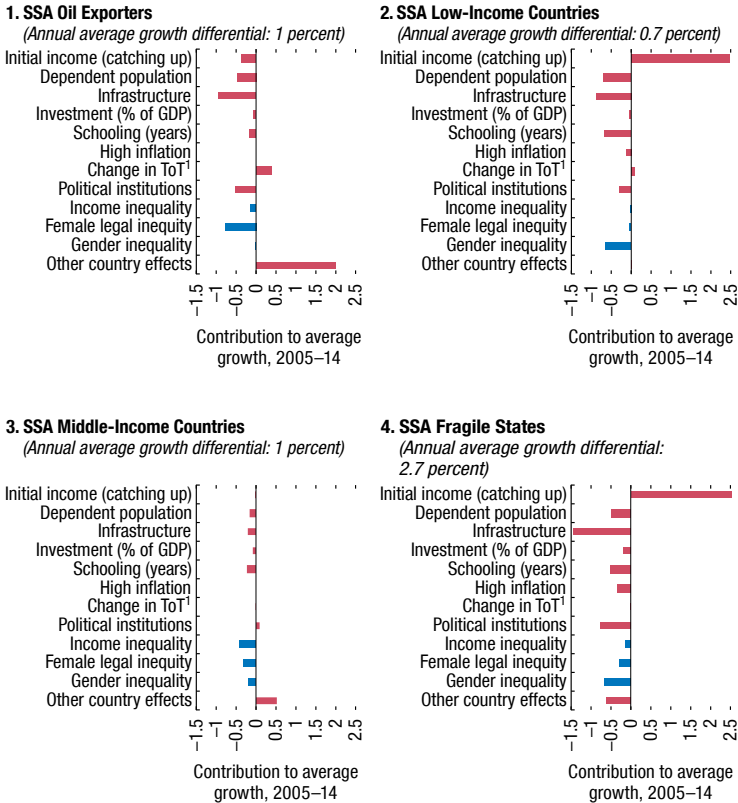 1. SSA Oil Exporters
(Annual average growth differential: 1 percent)
Initial income (catching up)
Dependent population
Infrastructure
Investment (% of GDP)
Schooling (years)
High inflation
Change in ToT¹
Political institutions
Income inequality
Female legal inequity
Gender inequality
Other country effects
−1.5 −1 −0.5 0 0.5 1 1.5 2 2.5
Contribution to average
growth, 2005–14
2. SSA Low-Income Countries
(Annual average growth differential: 0.7 percent)
Initial income (catching up)
Dependent population
Infrastructure
Investment (% of GDP)
Schooling (years)
High inflation
Change in ToT¹
Political institutions
Income inequality
Female legal inequity
Gender inequality
Other country effects
−1.5 −1 −0.5 0 0.5 1 1.5 2 2.5
Contribution to average
growth, 2005–14
3. SSA Middle-Income Countries
(Annual average growth differential: 1 percent)
Initial income (catching up)
Dependent population
Infrastructure
Investment (% of GDP)
Schooling (years)
High inflation
Change in ToT¹
Political institutions
Income inequality
Female legal inequity
Gender inequality
Other country effects
−1.5 −1 −0.5 0 0.5 1 1.5 2 2.5
Contribution to average
growth, 2005–14
4. SSA Fragile States
(Annual average growth differential:
2.7 percent)
Initial income (catching up)
Dependent population
Infrastructure
Investment (% of GDP)
Schooling (years)
High inflation
Change in ToT¹
Political institutions
Income inequality
Female legal inequity
Gender inequality
Other country effects
−1.5 −1 −0.5 0 0.5 1 1.5 2 2.5
Contribution to average
growth, 2005–14